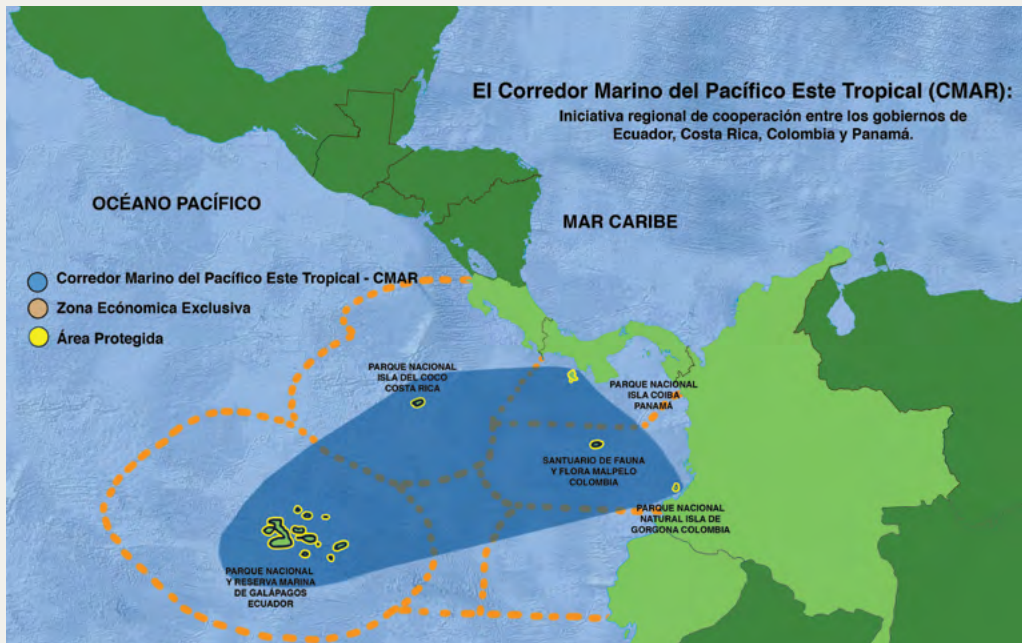 El Corredor Marino del Pacífico Este Tropical (CMAR):
Iniciativa regional de cooperación entre los gobiernos de
Ecuador, Costa Rica, Colombia y Panamá.
OCÉANO PACÍFICO
MAR CARIBE
Corredor Marino del Pacífico Este Tropical - CMAR
Zona Ecónomica Exclusiva
Área Protegida
PARQUE NACIONAL
ISLA DEL COCO
COSTA RICA
PARQUE NACIONAL
ISLA COIBA
PANAMÁ
SANTUARIO DE FAUNA
Y FLORA MALPELO
COLOMBIA
PARQUE NACIONAL
NATURAL ISLA DE
GORGONA COLOMBIA
PARQUE NACIONAL
Y RESERVA MARINA
DE GALÁPAGOS
ECUADOR